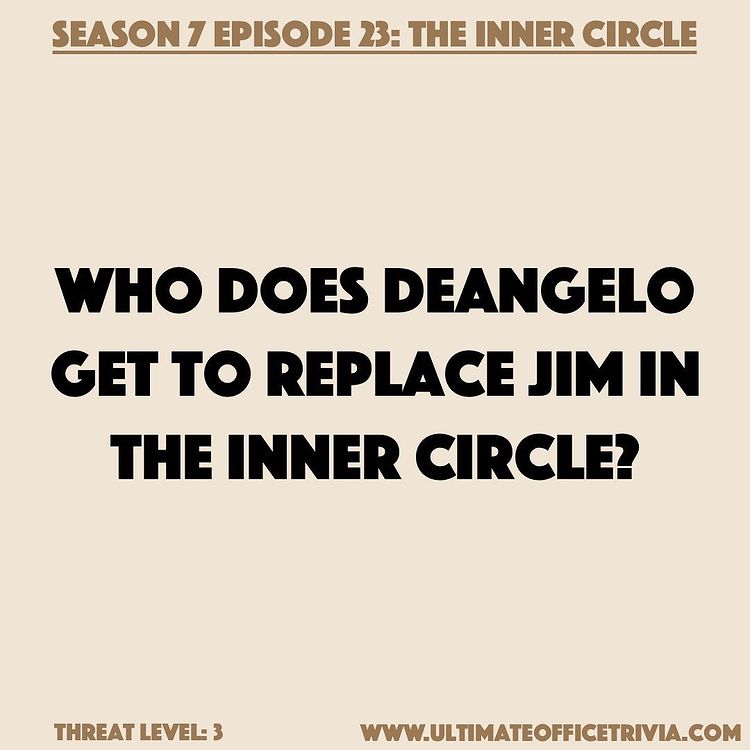 SEASON 7 EPISODE 23: THE INNER CIRCLE
WHO DOES DEANGELO
GET TO REPLACE JIM IN
THE INNER CIRCLE?
THREAT LEVEL: 3
WWW.ULTIMATEOFFICETRIVIA.COM